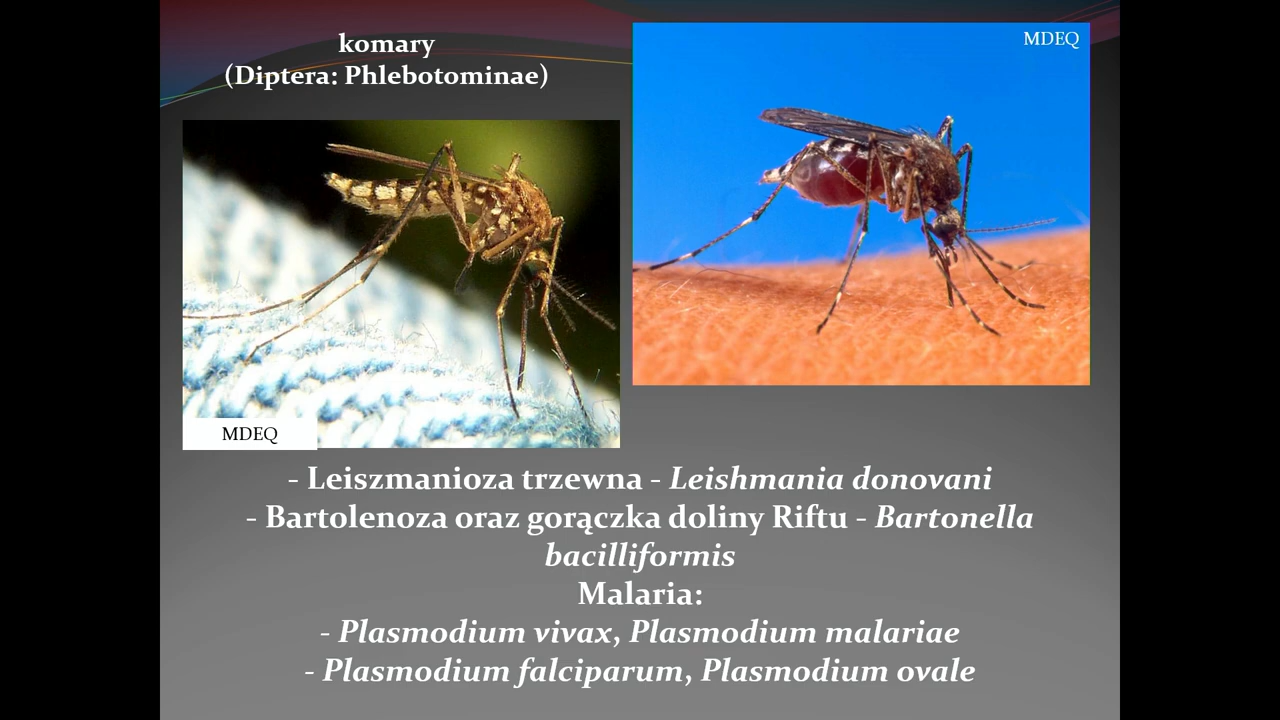 komary
(Diptera: Phlebotominae)
MDEQ
MDEQ
- Leiszmanioza trzewna - Leishmania donovani
- Bartolenoza oraz gorączka doliny Riftu - Bartonella
bacilliformis
Malaria:
- Plasmodium vivax, Plasmodium malariae
- Plasmodium falciparum, Plasmodium ovale